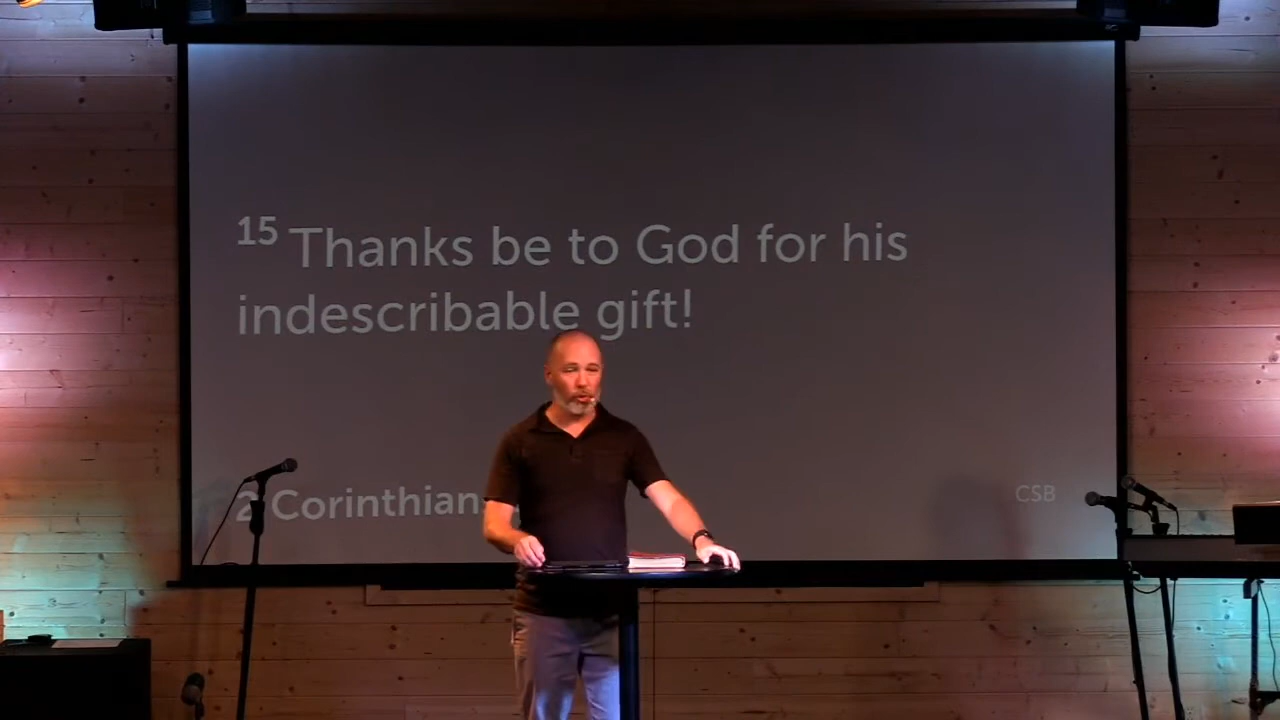 15 Thanks be to God for his
indescribable gift!
2 Corinthian
CSB